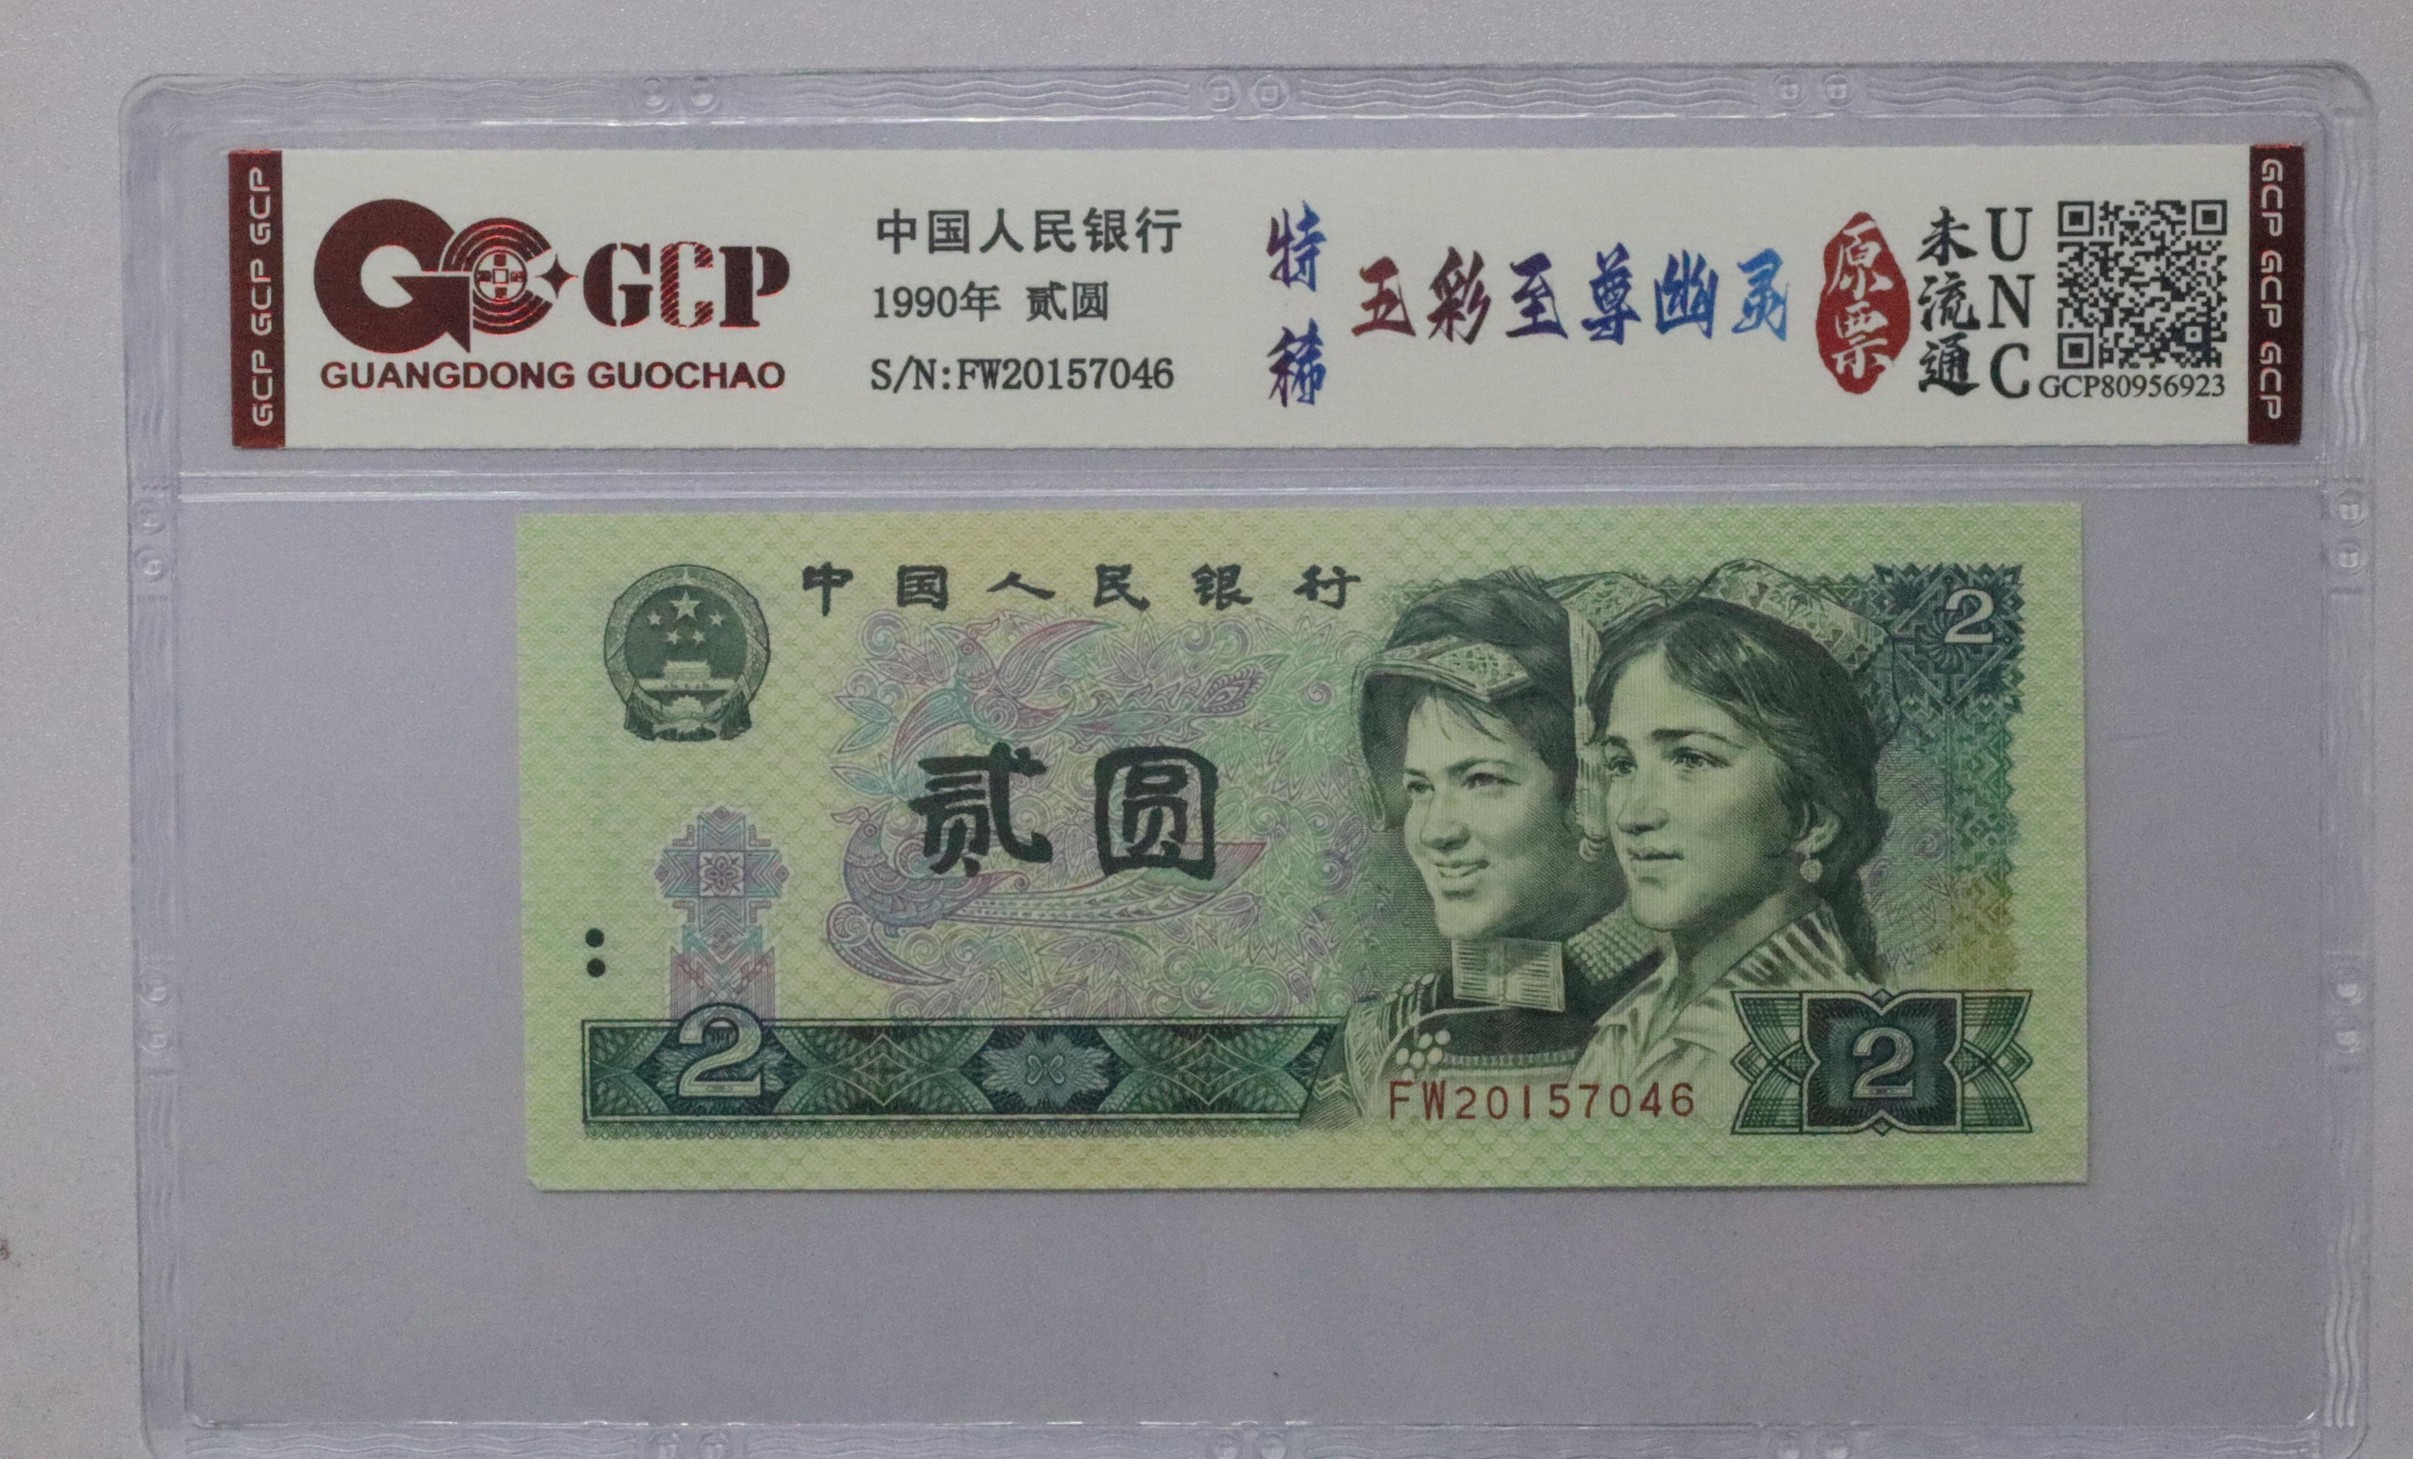 GCP GCP GCP
GCP
GUANGDONG GUOCHAO
中国人民银行
1990年 贰圆
S/N:FW20157046
特稀
五彩至尊幽灵
原票
未流通
UNC
GCP80956923
GCP GCP GCP
中国人民银行
2
贰圆
2
FW20157046
2